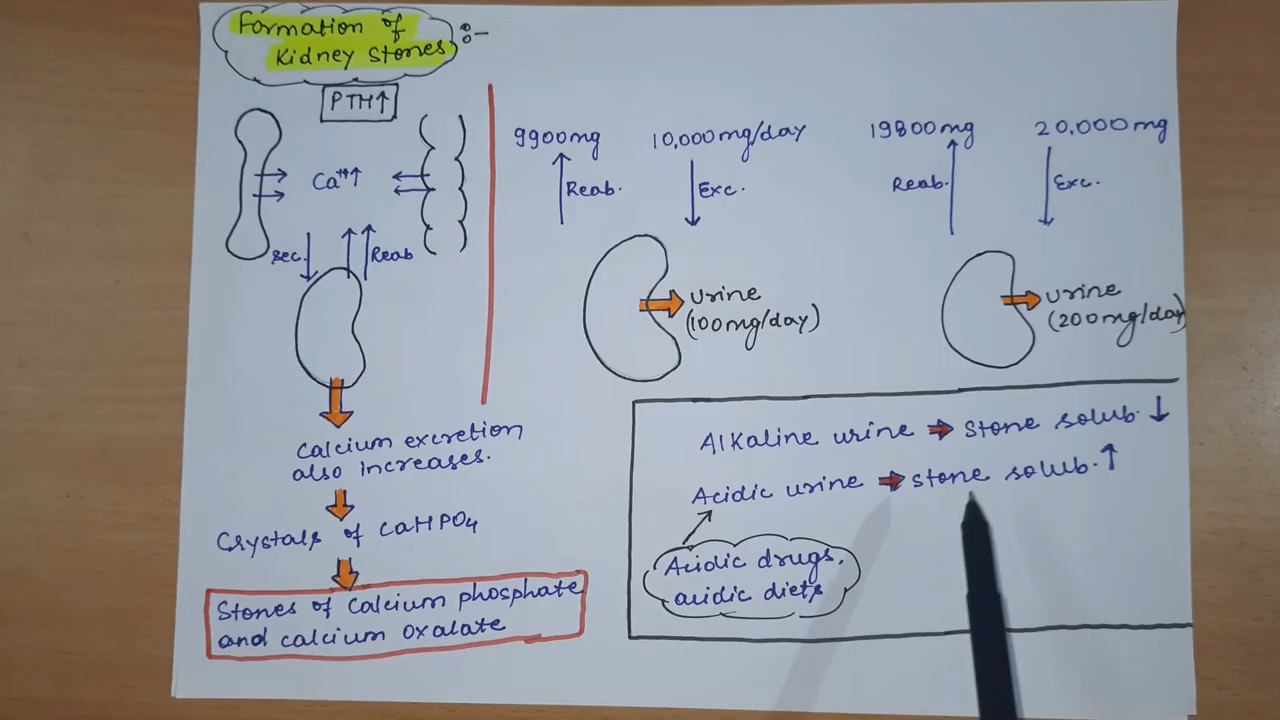 Formation of
Kidney Stones :-
PTH↑
Ca⁺⁺↑
Sec.
Reab
Calcium excretion
also increases.
Crystals of CaHPO4
Stones of Calcium phosphate
and calcium oxalate
9900mg
10,000mg/day
Reab.
Exc.
Urine
(100mg/day)
19800mg
20,000mg
Reab.
Exc.
Urine
(200mg/day)
Alkaline urine → Stone solub. ↓
Acidic urine → Stone solub. ↑
Acidic drugs,
acidic diets